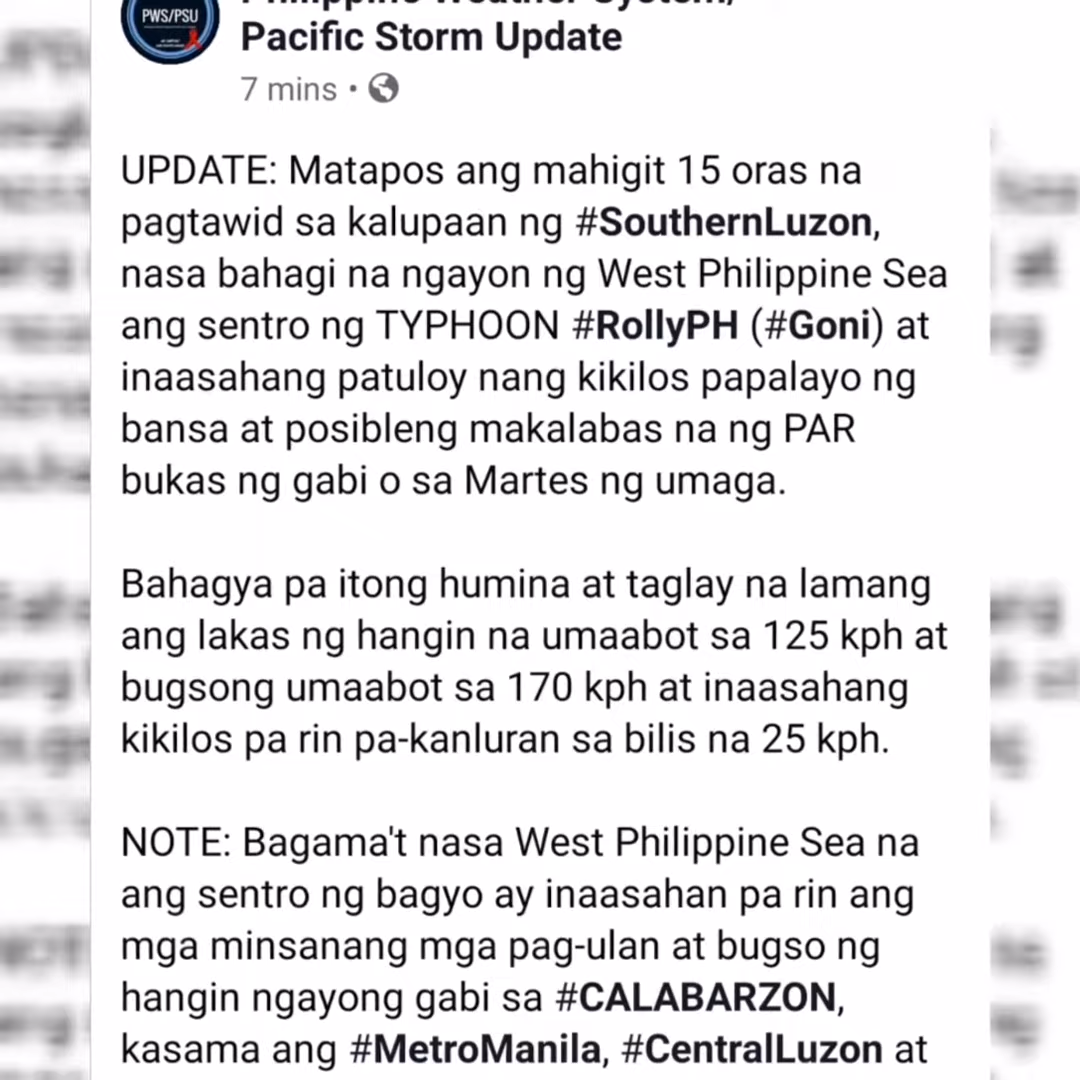 PWS/PSU
Philippine Weather System/
Pacific Storm Update
7 mins •
UPDATE: Matapos ang mahigit 15 oras na
pagtawid sa kalupaan ng #SouthernLuzon,
nasa bahagi na ngayon ng West Philippine Sea
ang sentro ng TYPHOON #RollyPH (#Goni) at
inaasahang patuloy nang kikilos papalayo ng
bansa at posibleng makalabas na ng PAR
bukas ng gabi o sa Martes ng umaga.
Bahagya pa itong humina at taglay na lamang
ang lakas ng hangin na umaabot sa 125 kph at
bugsong umaabot sa 170 kph at inaasahang
kikilos pa rin pa-kanluran sa bilis na 25 kph.
NOTE: Bagama't nasa West Philippine Sea na
ang sentro ng bagyo ay inaasahan pa rin ang
mga minsanang mga pag-ulan at bugso ng
hangin ngayong gabi sa #CALABARZON,
kasama ang #MetroManila, #CentralLuzon at